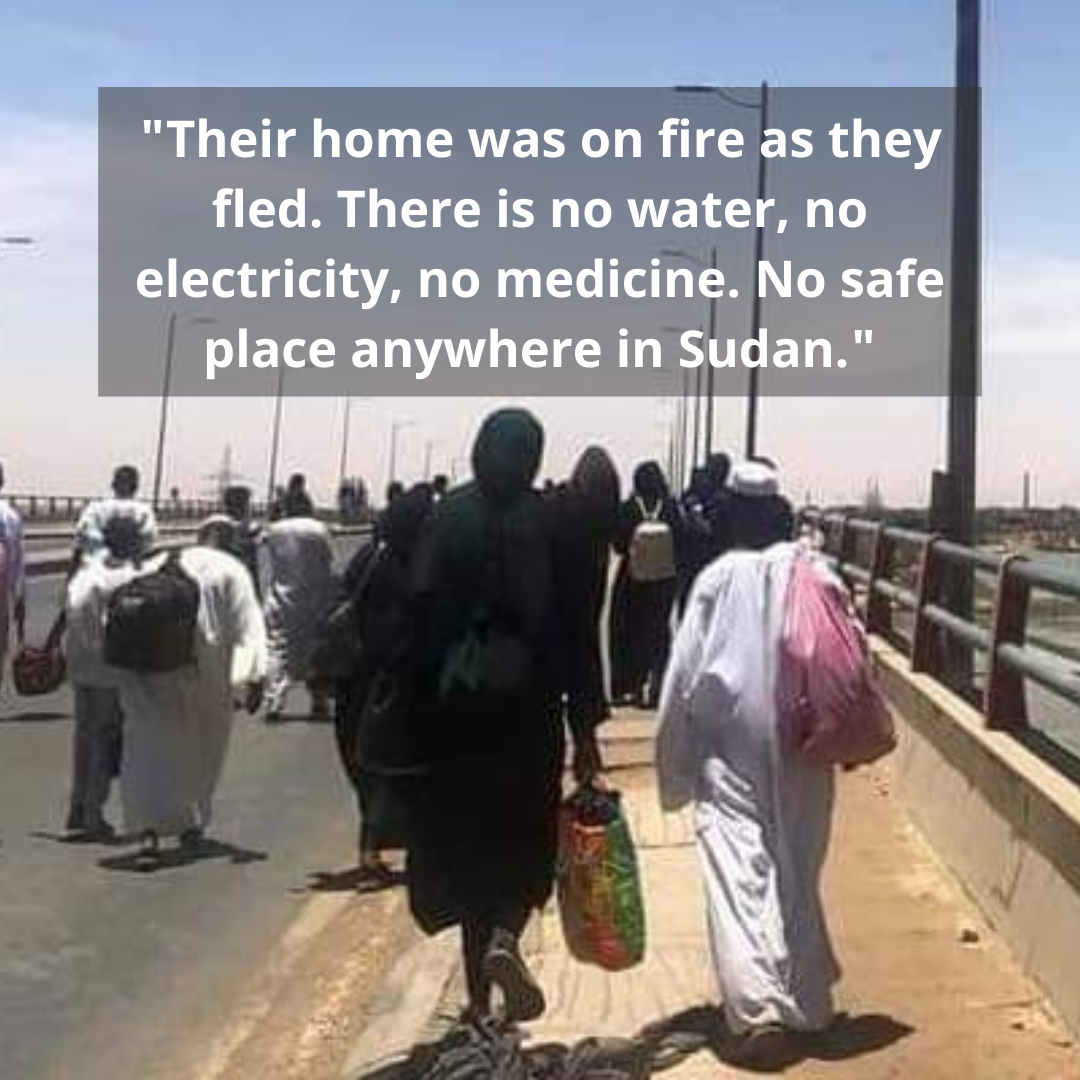 "Their home was on fire as they
fled. There is no water, no
electricity, no medicine. No safe
place anywhere in Sudan."